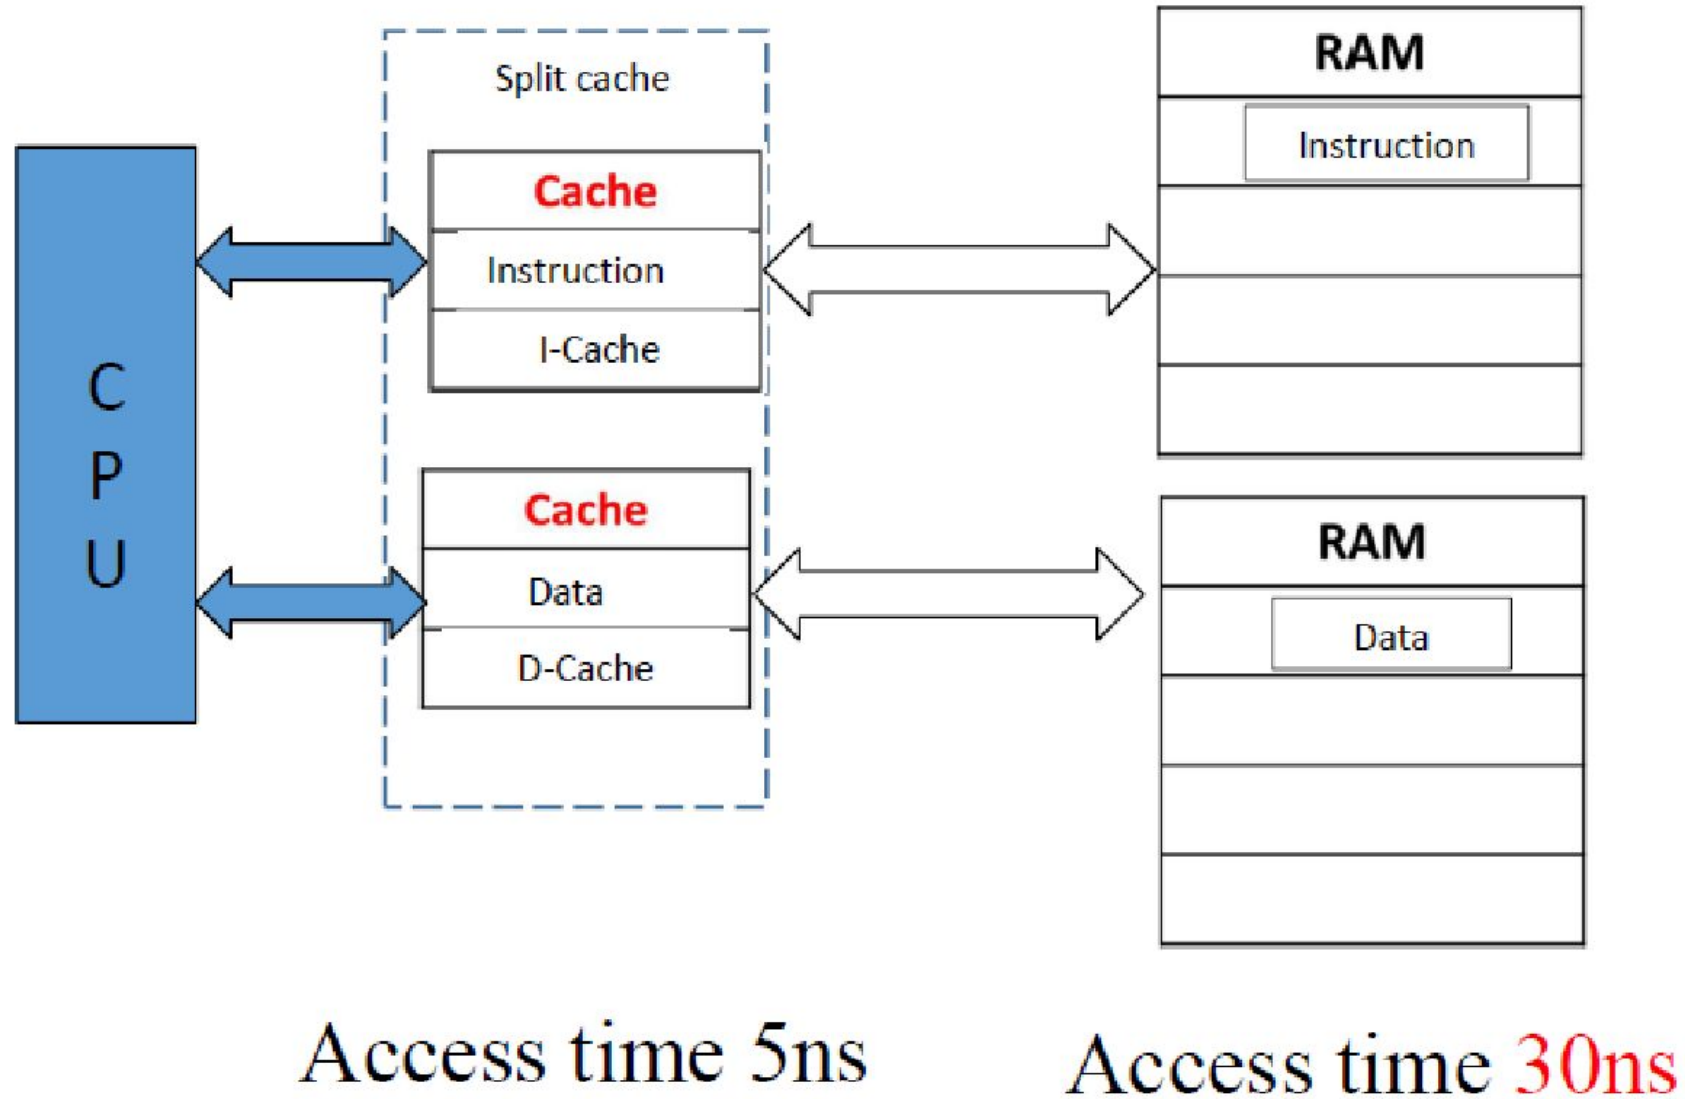 Split cache
Cache
Instruction
I-Cache
Cache
Data
D-Cache
C
P
U
RAM
Instruction
RAM
Data
Access time 5ns
Access time 30ns